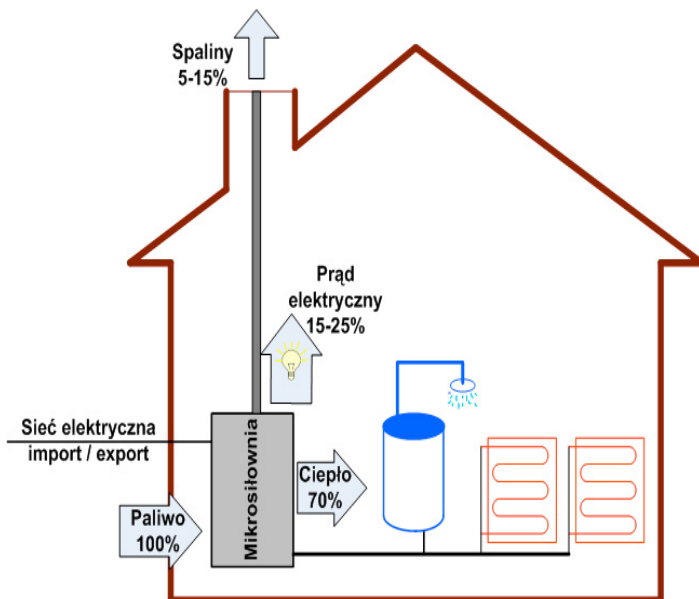 Spaliny
5-15%
Prąd
elektryczny
15-25%
Sieć elektryczna
import / export
Mikrosiłownia
Ciepło
70%
Paliwo
100%